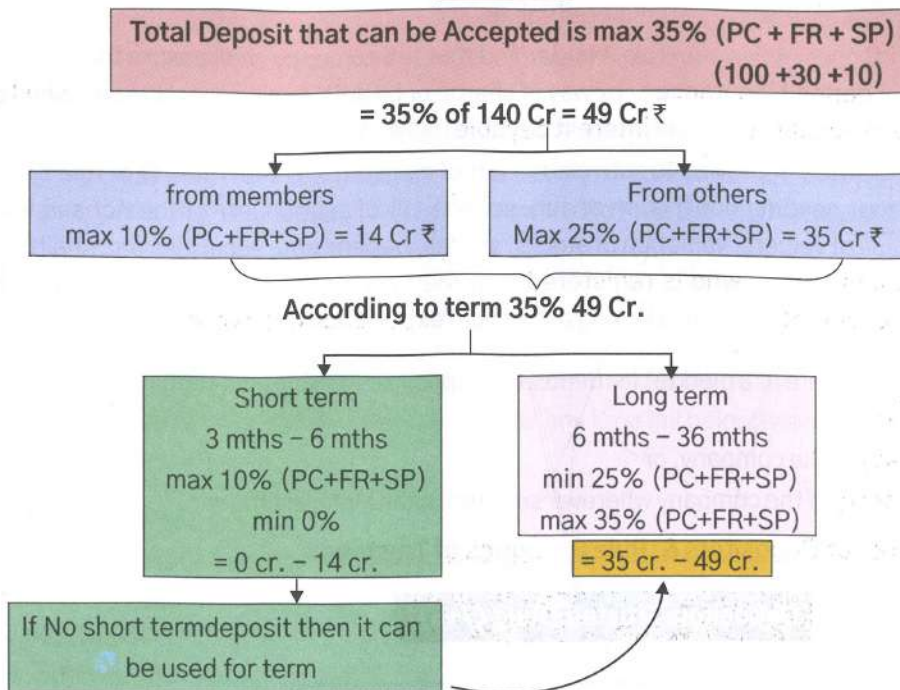 Total Deposit that can be Accepted is max 35% (PC + FR + SP)
(100 +30 +10)
= 35% of 140 Cr = 49 Cr ₹
from members
max 10% (PC+FR+SP) = 14 Cr ₹
From others
Max 25% (PC+FR+SP) = 35 Cr ₹
According to term 35% 49 Cr.
Short term
3 mths – 6 mths
max 10% (PC+FR+SP)
min 0%
= 0 cr. – 14 cr.
Long term
6 mths – 36 mths
min 25% (PC+FR+SP)
max 35% (PC+FR+SP)
= 35 cr. – 49 cr.
If No short termdeposit then it can
be used for term